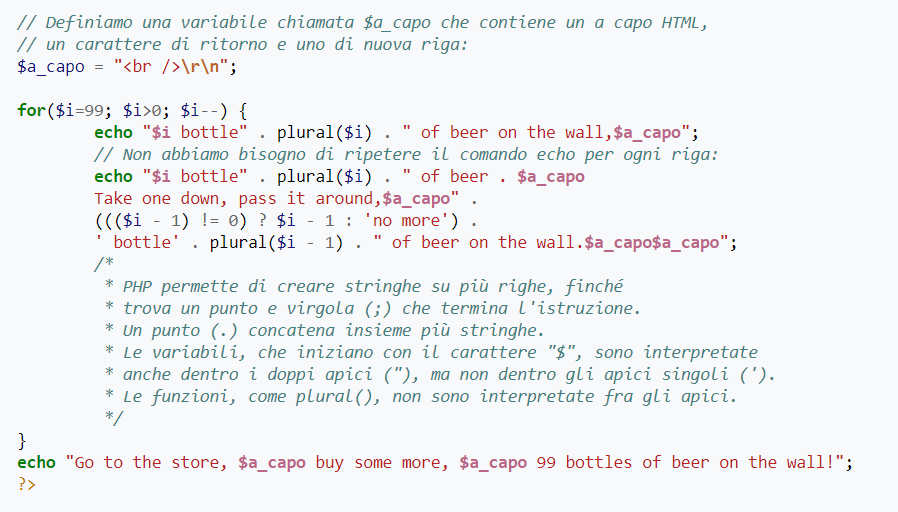 // Definiamo una variabile chiamata $a_capo che contiene un a capo HTML,
// un carattere di ritorno e uno di nuova riga:
$a_capo = "<br />\r\n";

for($i=99; $i>0; $i--) {
        echo "$i bottle" . plural($i) . " of beer on the wall,$a_capo";
        // Non abbiamo bisogno di ripetere il comando echo per ogni riga:
        echo "$i bottle" . plural($i) . " of beer . $a_capo
        Take one down, pass it around,$a_capo" .
        ((($i - 1) != 0) ? $i - 1 : 'no more') .
        ' bottle' . plural($i - 1) . " of beer on the wall.$a_capo$a_capo";
        /*
         * PHP permette di creare stringhe su più righe, finché
         * trova un punto e virgola (;) che termina l'istruzione.
         * Un punto (.) concatena insieme più stringhe.
         * Le variabili, che iniziano con il carattere "$", sono interpretate
         * anche dentro i doppi apici ("), ma non dentro gli apici singoli (').
         * Le funzioni, come plural(), non sono interpretate fra gli apici.
         */
}
echo "Go to the store, $a_capo buy some more, $a_capo 99 bottles of beer on the wall!";
?>